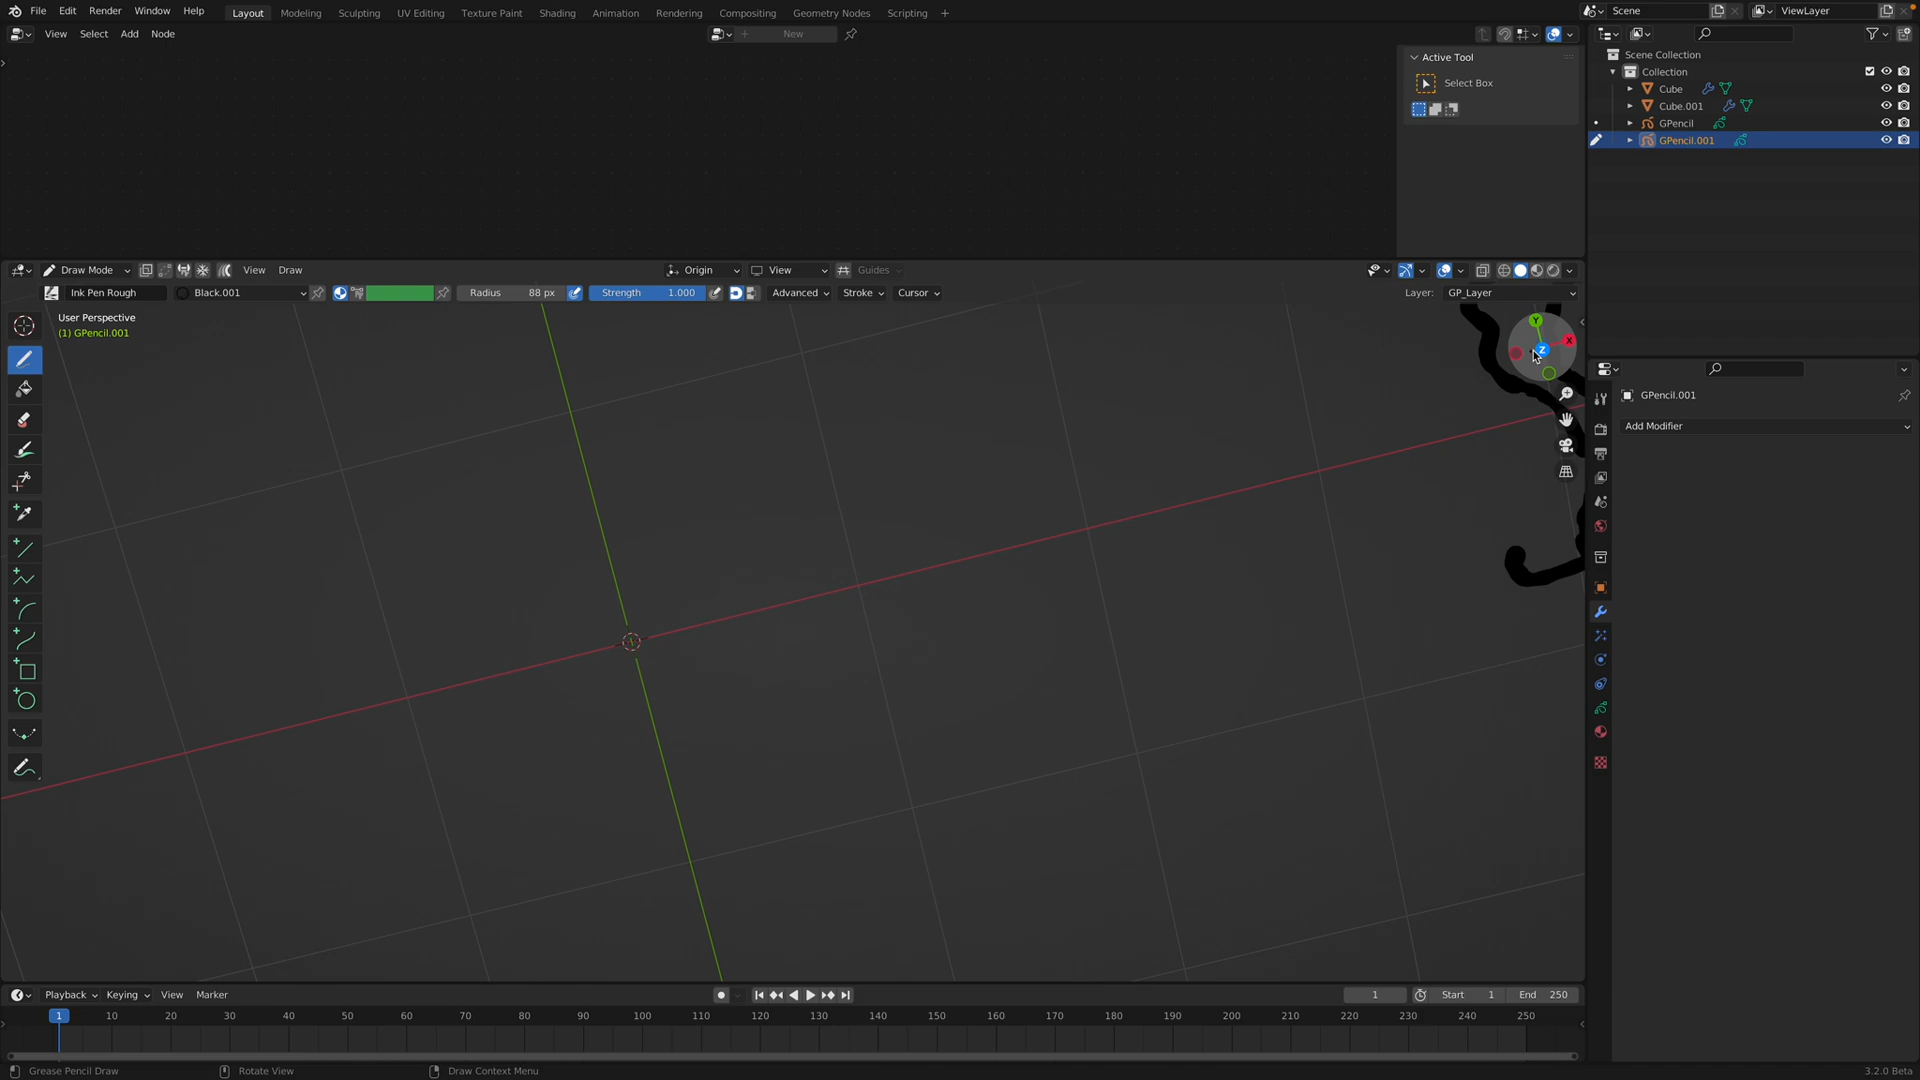 File Edit Render Window Help Layout Modeling Sculpting UV Editing Texture Paint Shading Animation Rendering Compositing Geometry Nodes Scripting + Scene ViewLayer
View Select Add Node New
Active Tool
Select Box
Scene Collection
Collection
Cube
Cube.001
GPencil
GPencil.001
Draw Mode View Draw Origin View Guides
Ink Pen Rough Black.001 Radius 88 px Strength 1.000 Advanced Stroke Cursor Layer: GP_Layer
User Perspective
(1) GPencil.001
Y
X
Z
GPencil.001
Add Modifier
Playback Keying View Marker 1 Start 1 End 250
1 10 20 30 40 50 60 70 80 90 100 110 120 130 140 150 160 170 180 190 200 210 220 230 240 250
Grease Pencil Draw Rotate View Draw Context Menu 3.2.0 Beta